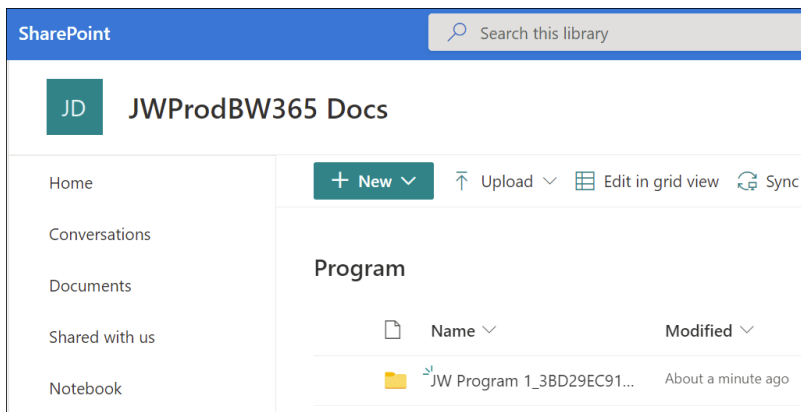 SharePoint
Search this library
JD
JWProdBW365 Docs
Home
Conversations
Documents
Shared with us
Notebook
New
Upload
Edit in grid view
Sync
Program
Name
Modified
JW Program 1_3BD29EC91...
About a minute ago